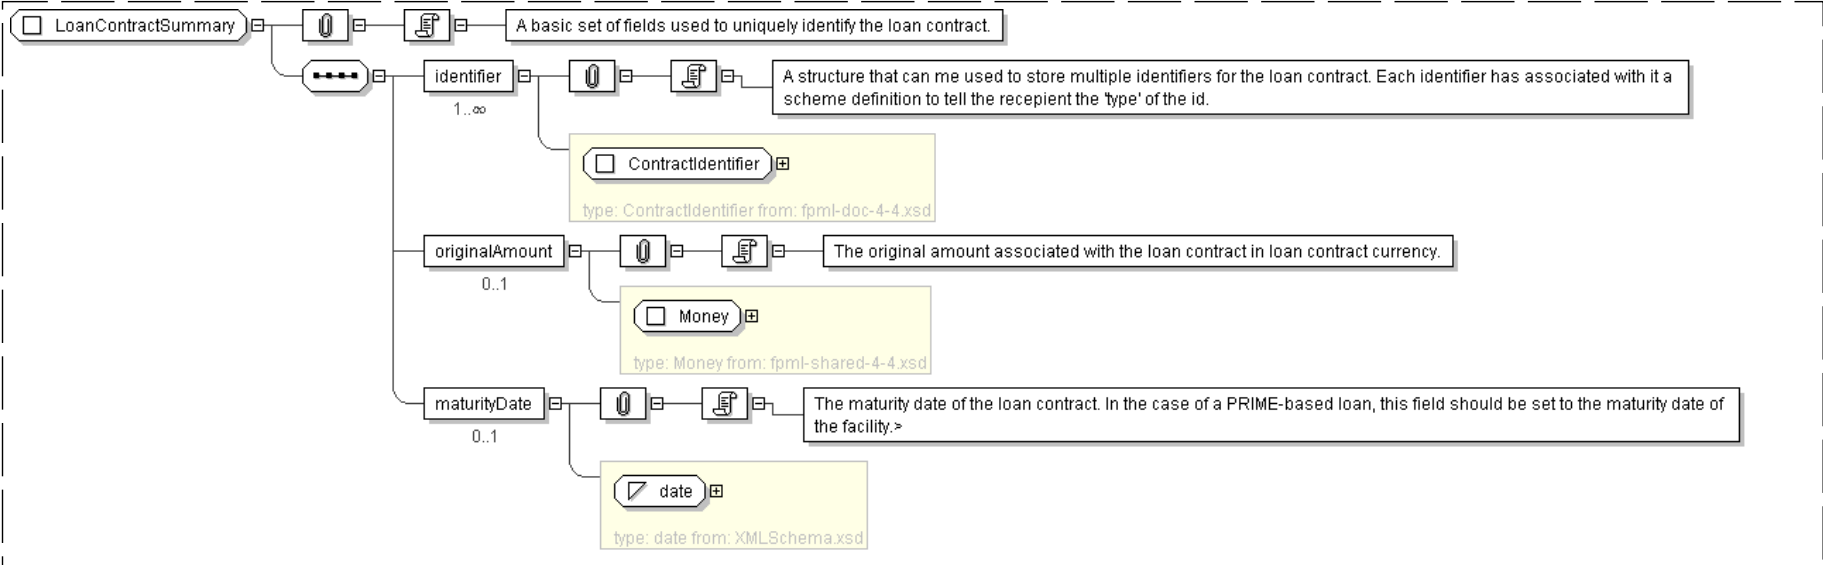 LoanContractSummary
A basic set of fields used to uniquely identify the loan contract.
identifier
1..∞
A structure that can me used to store multiple identifiers for the loan contract. Each identifier has associated with it a
scheme definition to tell the recepient the 'type' of the id.
ContractIdentifier
type: ContractIdentifier from: fpml-doc-4-4.xsd
originalAmount
0..1
The original amount associated with the loan contract in loan contract currency.
Money
type: Money from: fpml-shared-4-4.xsd
maturityDate
0..1
The maturity date of the loan contract. In the case of a PRIME-based loan, this field should be set to the maturity date of
the facility.>
date
type: date from: XMLSchema.xsd